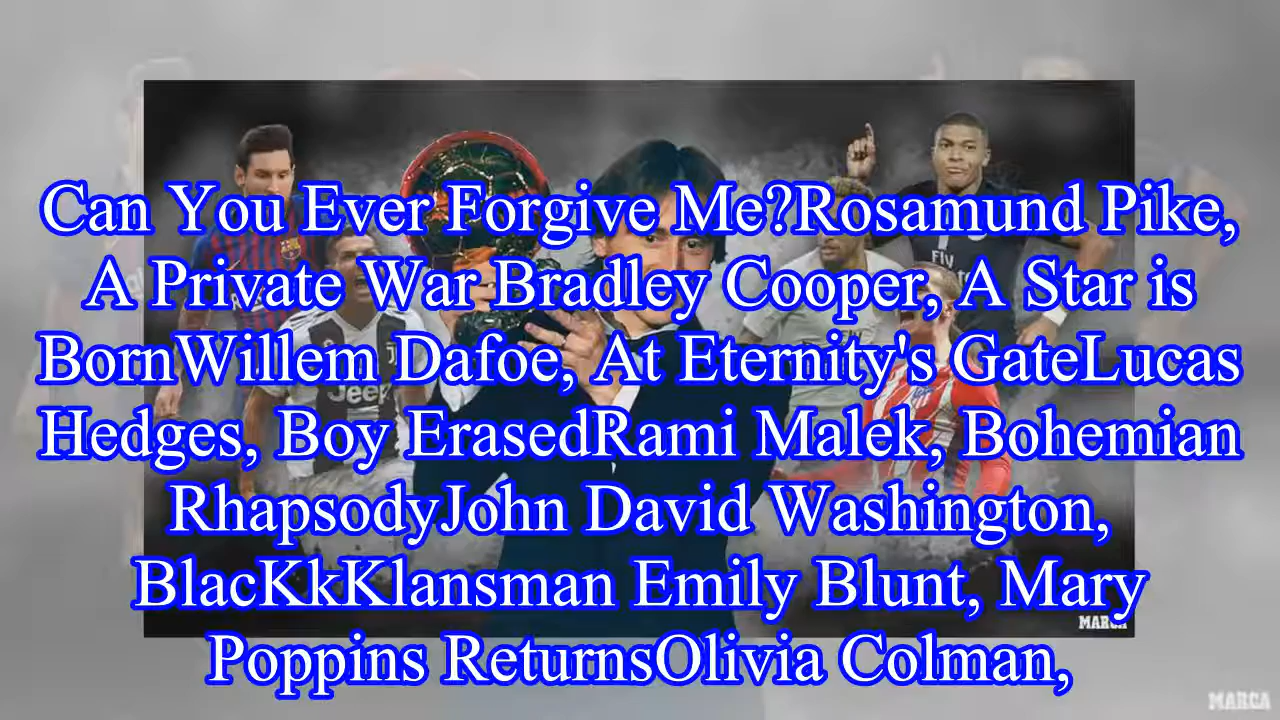 Can You Ever Forgive Me?Rosamund Pike,
A Private War Bradley Cooper, A Star is
BornWillem Dafoe, At Eternity's GateLucas
Hedges, Boy ErasedRami Malek, Bohemian
RhapsodyJohn David Washington,
BlacKkKlansman Emily Blunt, Mary
Poppins ReturnsOlivia Colman,
Jeep
MARCA
MARCA